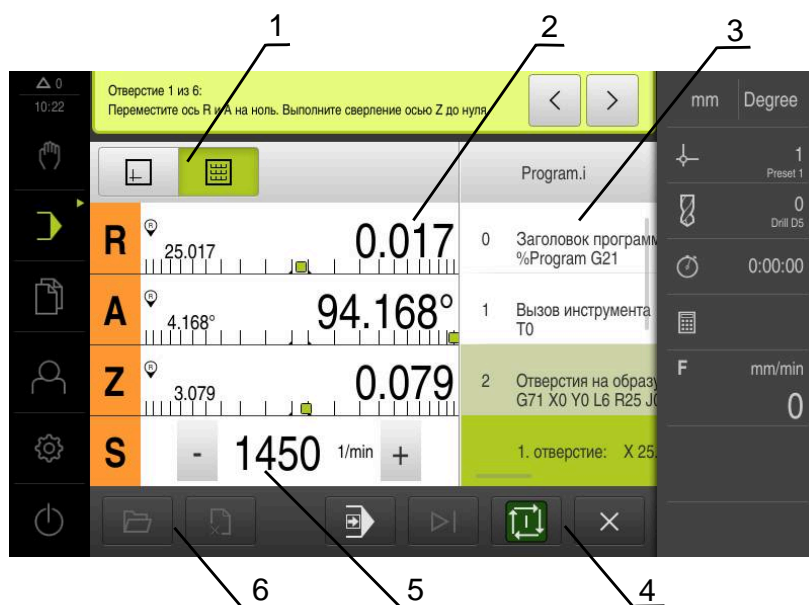 1
2
3
0
10:22
Отверстие 1 из 6:
Переместите ось R и A на ноль. Выполните сверление осью Z до нуля
mm Degree
Program.i
1
Preset 1
0
Drill D5
0:00:00
R
R 25.017 0.017
0 Заголовок программ
%Program G21
A
R 4.168° 94.168°
1 Вызов инструмента
T0
Z
R 3.079 0.079
2 Отверстия на образу
G71 X0 Y0 L6 R25 J0
F mm/min
0
S - 1450 1/min +
1. отверстие: X 25.
6
5
4